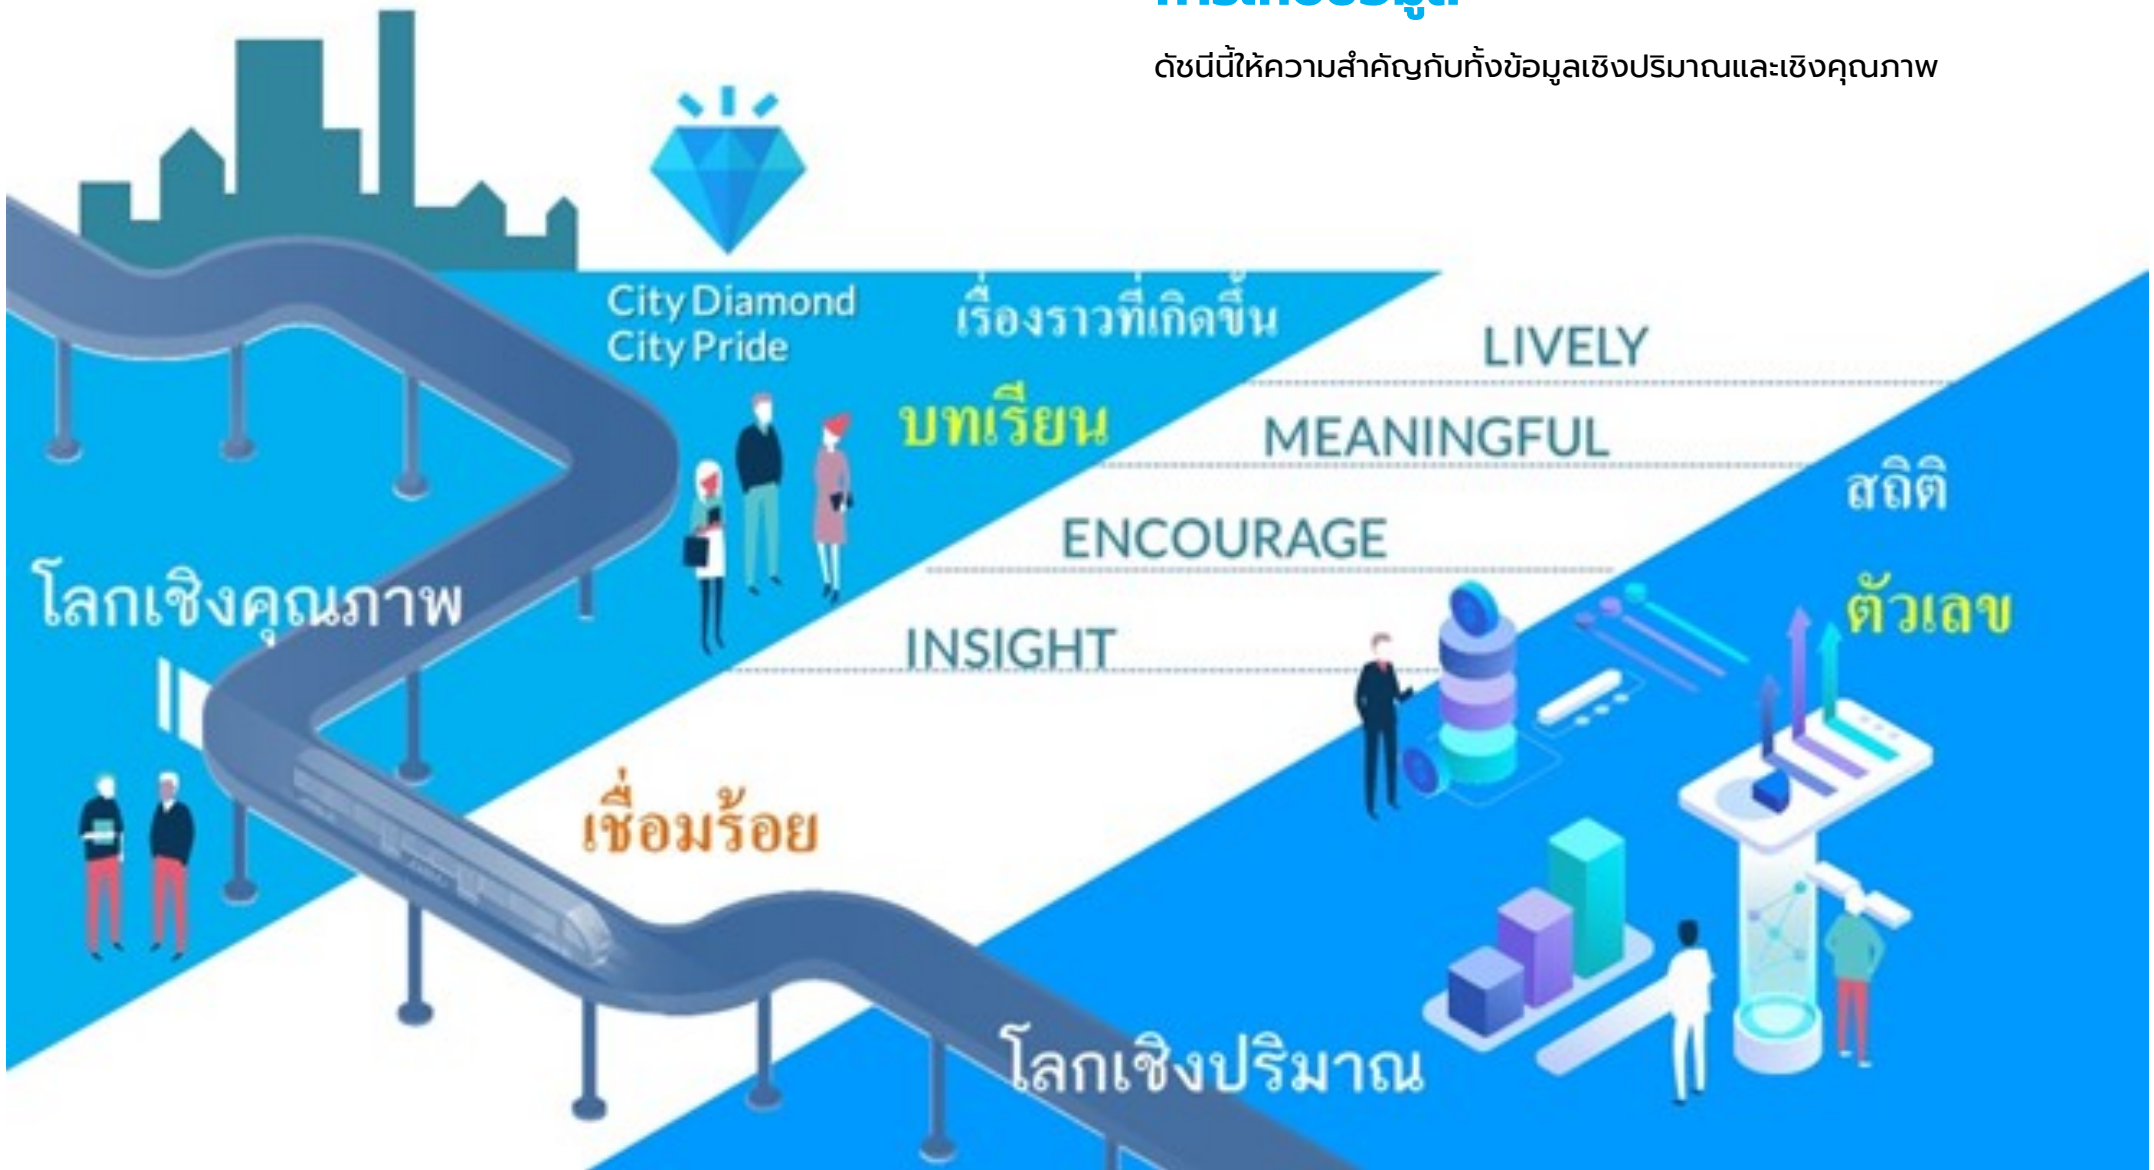 ดัชนีนี้ให้ความสำคัญกับทั้งข้อมูลเชิงปริมาณและเชิงคุณภาพ
City Diamond
City Pride
เรื่องราวที่เกิดขึ้น
บทเรียน
LIVELY
MEANINGFUL
ENCOURAGE
INSIGHT
สถิติ
ตัวเลข
โลกเชิงคุณภาพ
เชื่อมร้อย
โลกเชิงปริมาณ